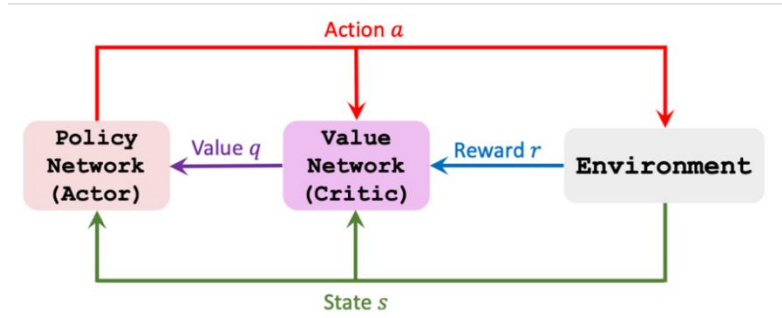 Action a
Policy
Network
(Actor)
Value q
Value
Network
(Critic)
Reward r
Environment
State s